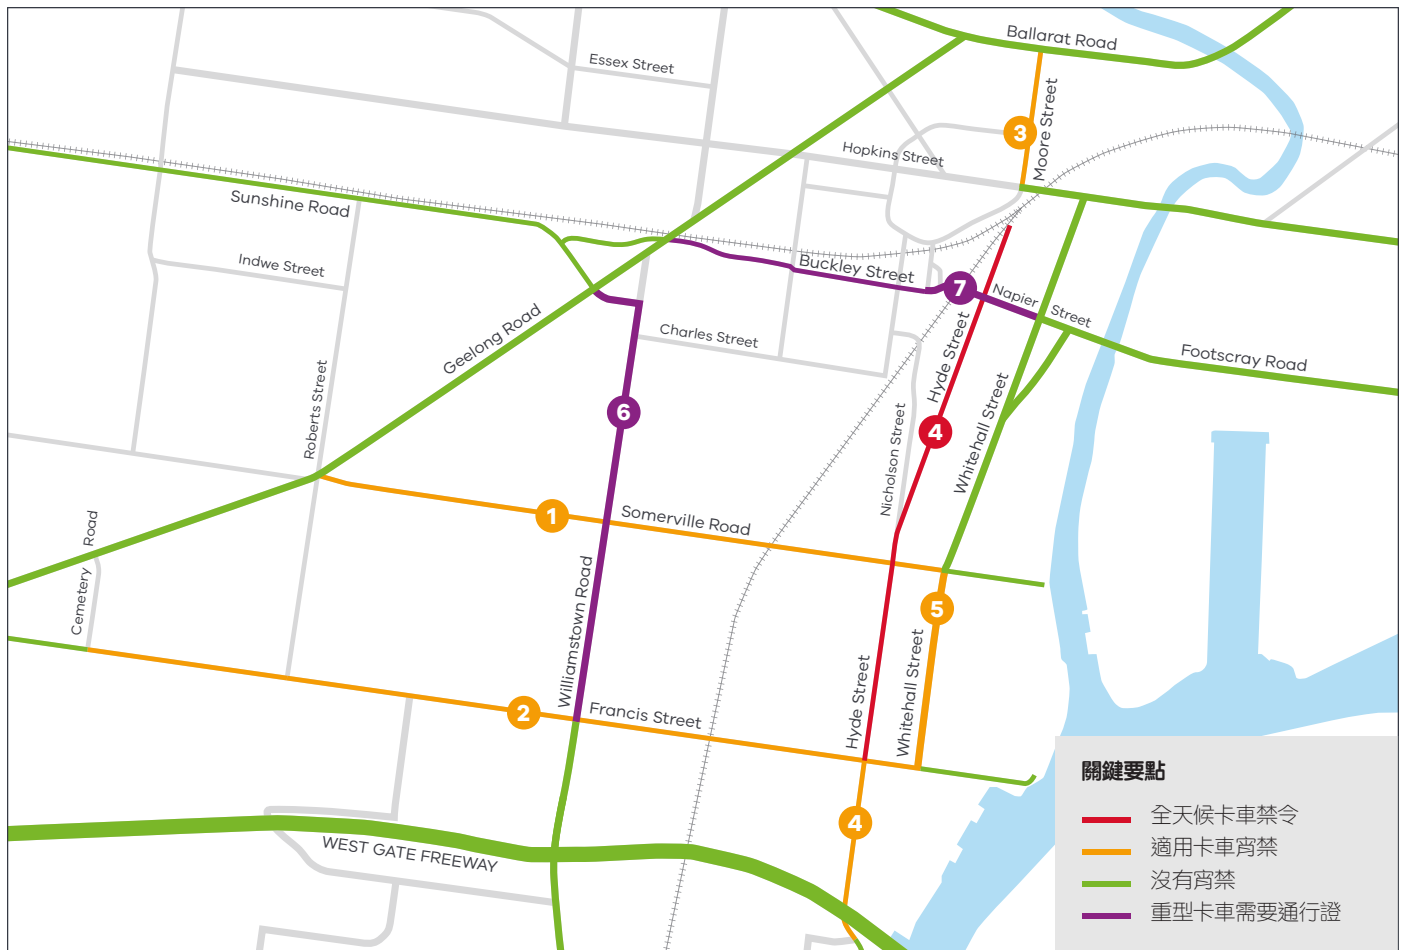 Ballarat Road
Essex Street
3
Moore Street
Hopkins Street
Sunshine Road
Indwe Street
Buckley Street
7
Napier Street
Charles Street
Geelong Road
Hyde Street
Footscray Road
Roberts Street
6
Whitehall Street
4
Nicholson Street
1
Somerville Road
Cemetery Road
Williamstown Road
5
Hyde Street
Whitehall Street
2
Francis Street
4
WEST GATE FREEWAY
關鍵要點
全天候卡車禁令
適用卡車宵禁
沒有宵禁
重型卡車需要通行證